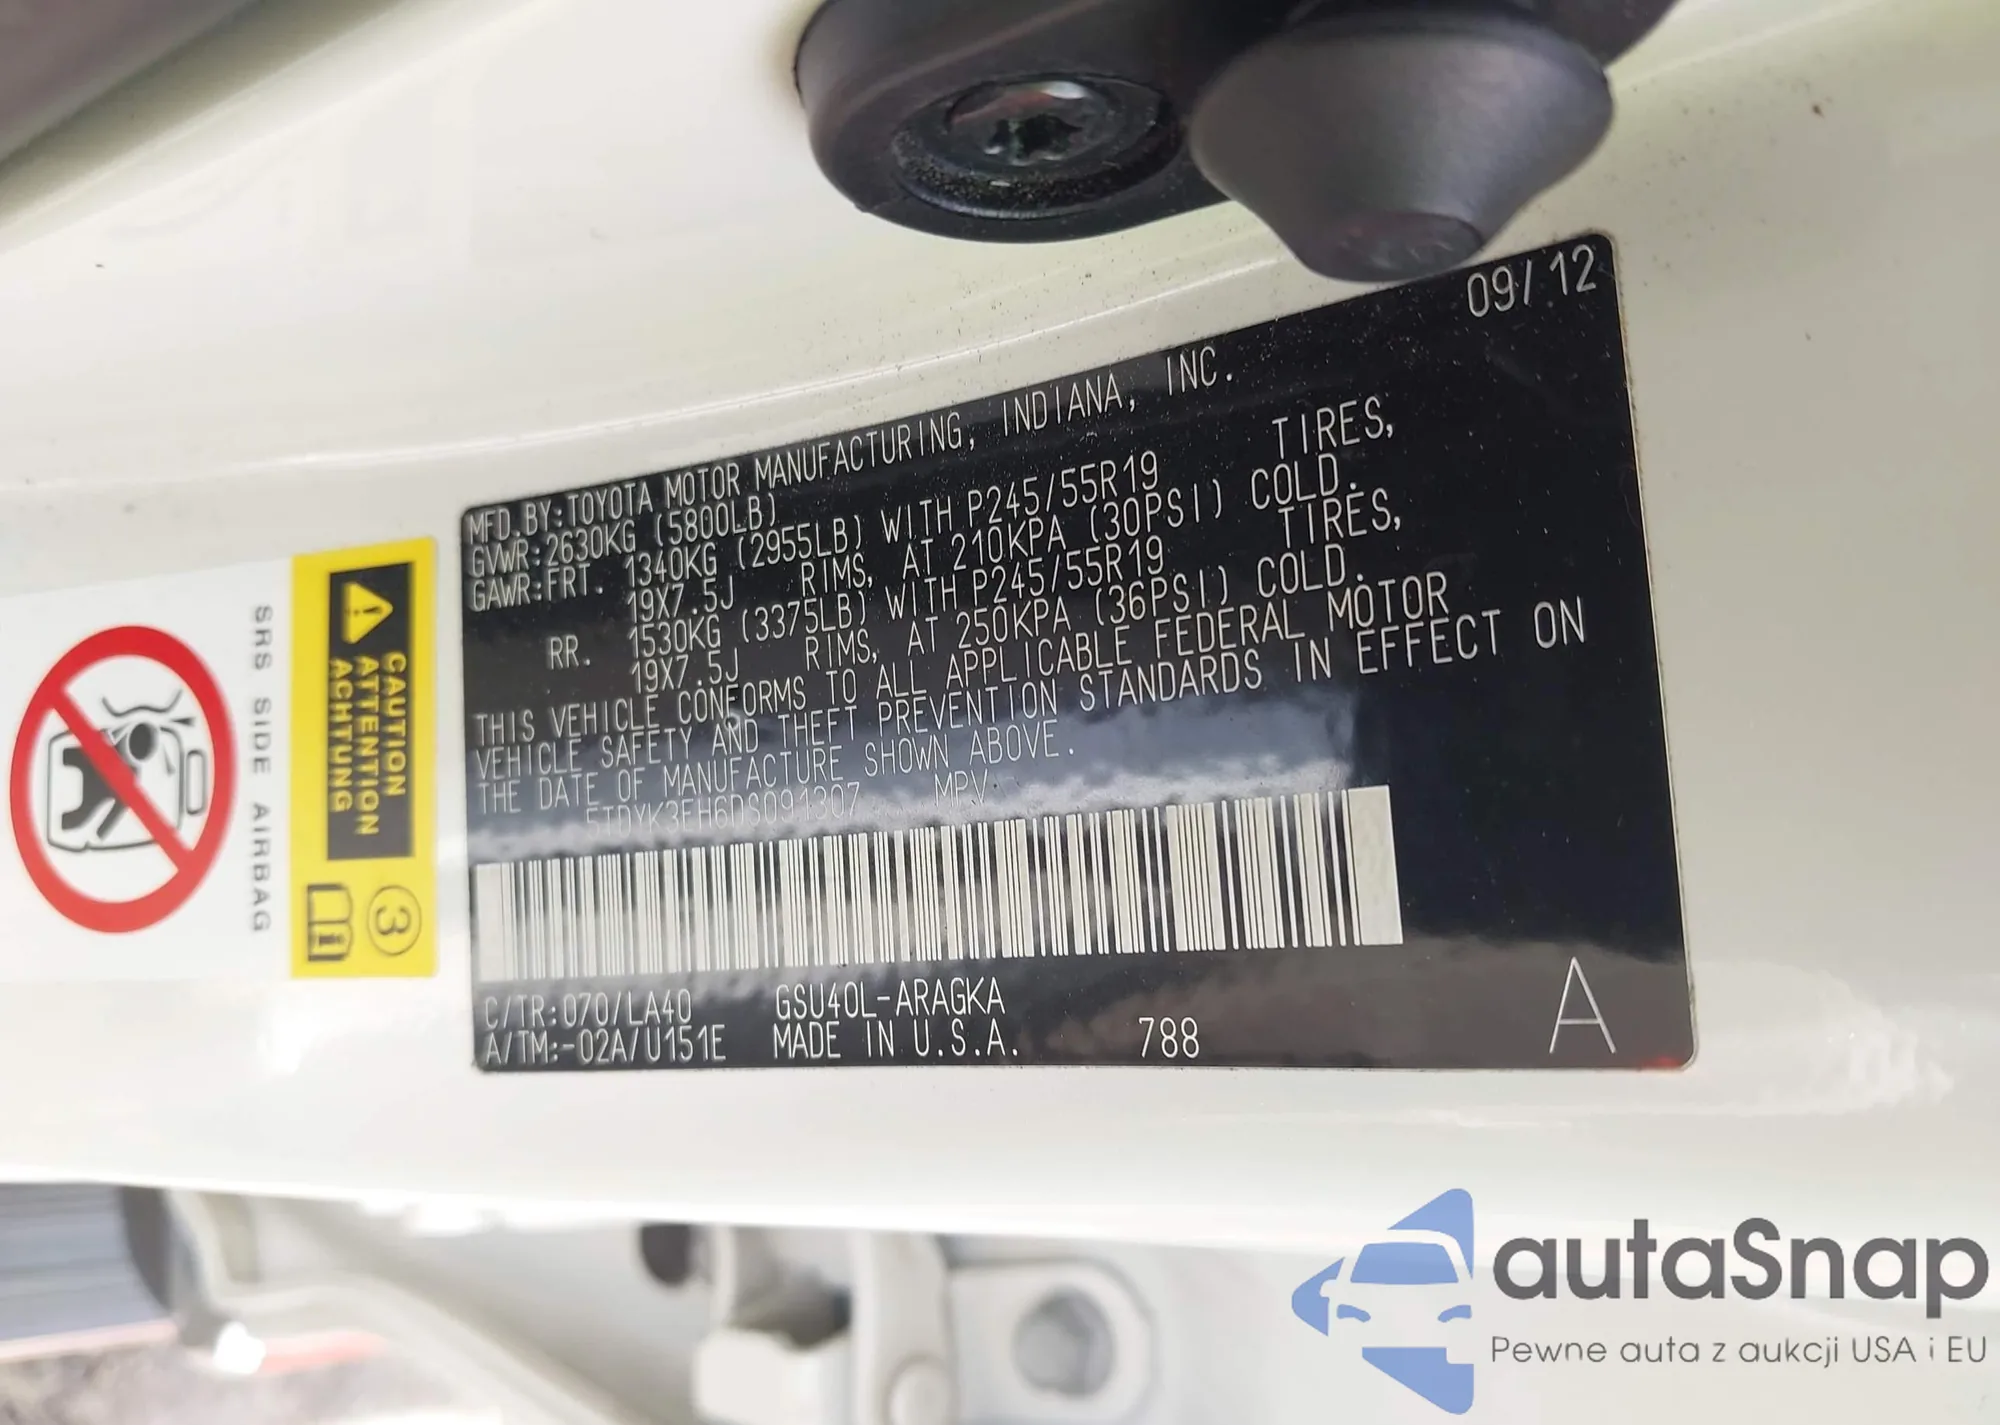 09/12
MFD.BY:TOYOTA MOTOR MANUFACTURING, INDIANA, INC.
GVWR:2630KG (5800LB)
GAWR:FRT. 1340KG (2955LB) WITH P245/55R19 TIRES,
19X7.5J RIMS, AT 210KPA (30PSI) COLD.
RR. 1530KG (3375LB) WITH P245/55R19 TIRES,
19X7.5J RIMS, AT 250KPA (36PSI) COLD.
THIS VEHICLE CONFORMS TO ALL APPLICABLE FEDERAL MOTOR
VEHICLE SAFETY AND THEFT PREVENTION STANDARDS IN EFFECT ON
THE DATE OF MANUFACTURE SHOWN ABOVE.
5TDYK3EH6DS091307 MPV
C/TR:070/LA40 GSU40L-ARAGKA
A/TM:-02A/U151E MADE IN U.S.A. 788
A
CAUTION
ATTENTION
ACHTUNG
3
i
SRS SIDE AIRBAG
autoSnap
Pewne auta z aukcji USA i EU